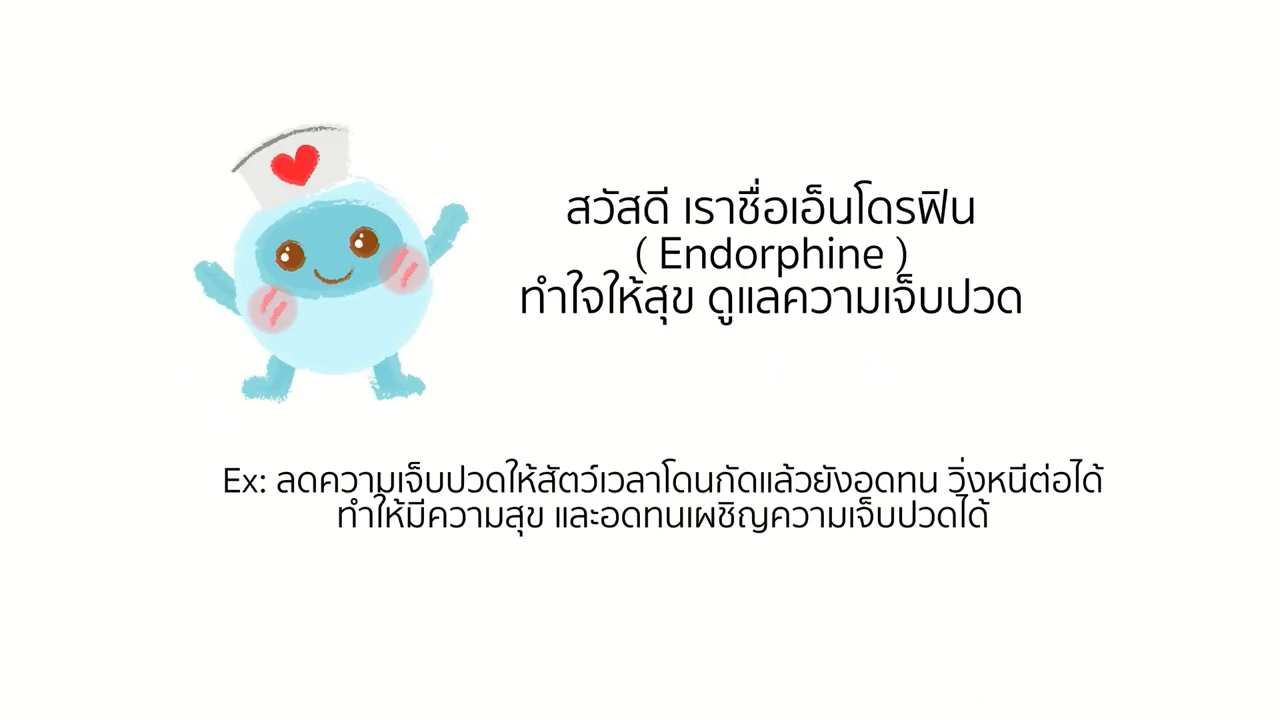 สวัสดี เราชื่อเอ็นโดรฟิน
( Endorphine )
ทำใจให้สุข ดูแลความเจ็บปวด
Ex: ลดความเจ็บปวดให้สัตว์เวลาโดนกัดแล้วยังอดทน วิ่งหนีต่อได้
ทำให้มีความสุข และอดทนเผชิญความเจ็บปวดได้